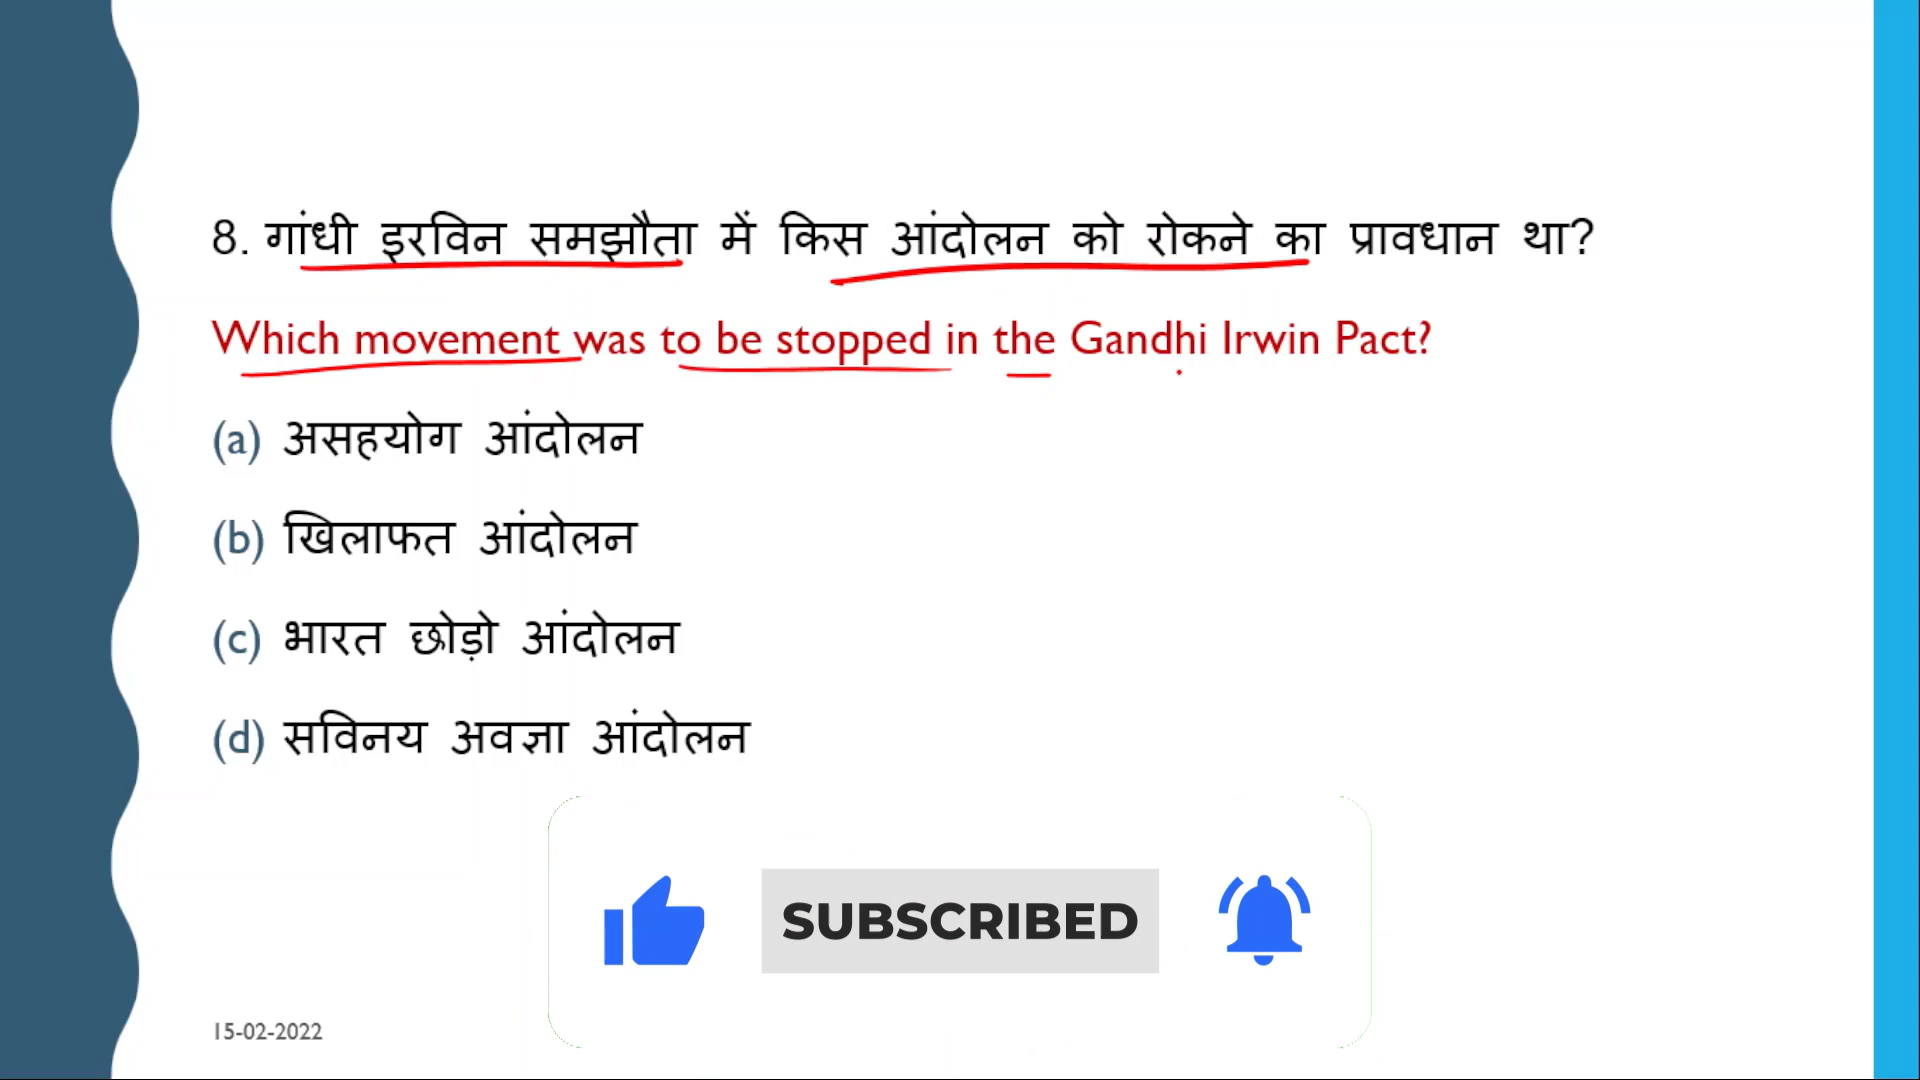 8. गांधी इरविन समझौता में किस आंदोलन को रोकने का प्रावधान था?
Which movement was to be stopped in the Gandhi Irwin Pact?
(a) असहयोग आंदोलन
(b) खिलाफत आंदोलन
(c) भारत छोड़ो आंदोलन
(d) सविनय अवज्ञा आंदोलन
SUBSCRIBED
15-02-2022